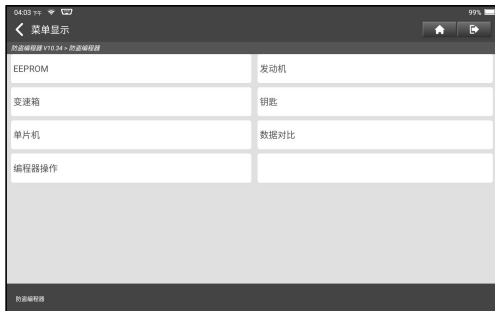 04:03 下午 99%
菜单显示
防盗编程器 V10.34 > 防盗编程器
EEPROM 发动机
变速箱 钥匙
单片机 数据对比
编程器操作
防盗编程器